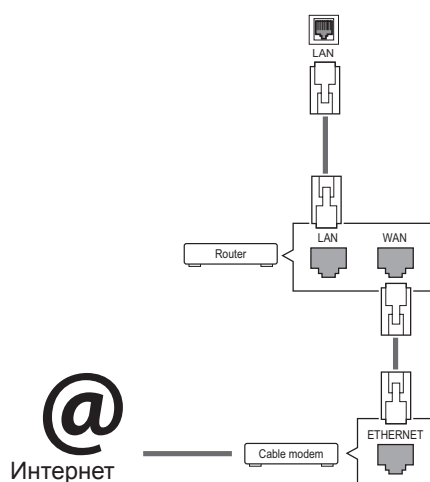 LAN
LAN WAN
Router
ETHERNET
@
Cable modem
Интернет